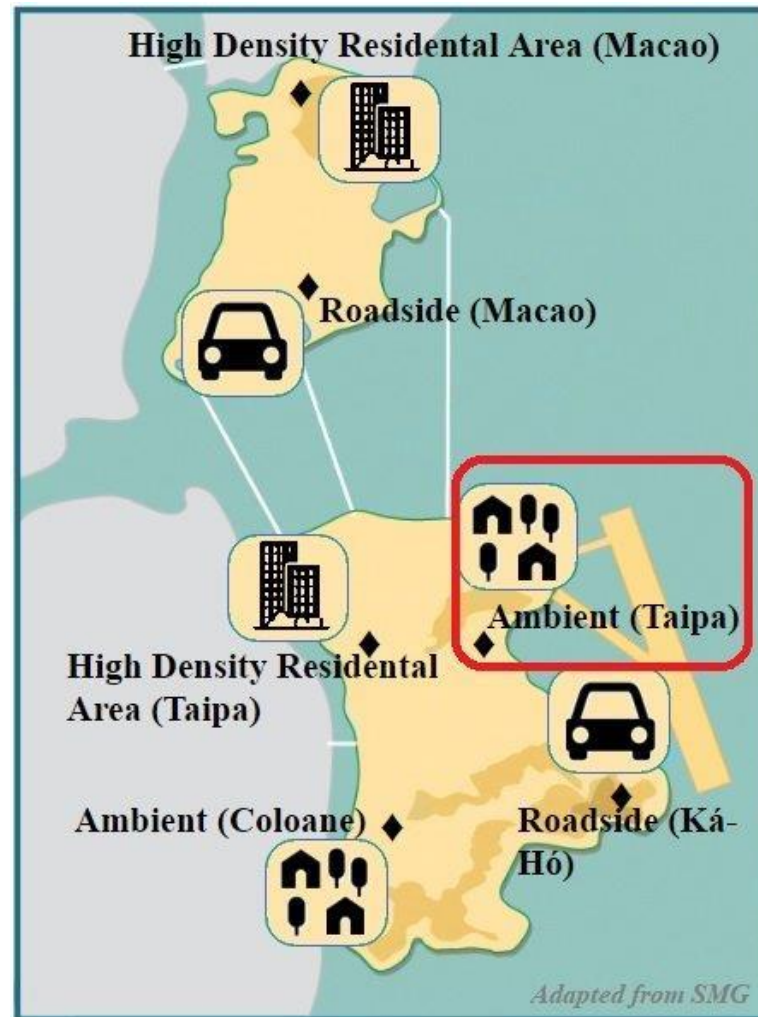 High Density Residental Area (Macao)
Roadside (Macao)
Ambient (Taipa)
High Density Residental
Area (Taipa)
Ambient (Coloane)
Roadside (Ká-
Hó)
Adapted from SMG